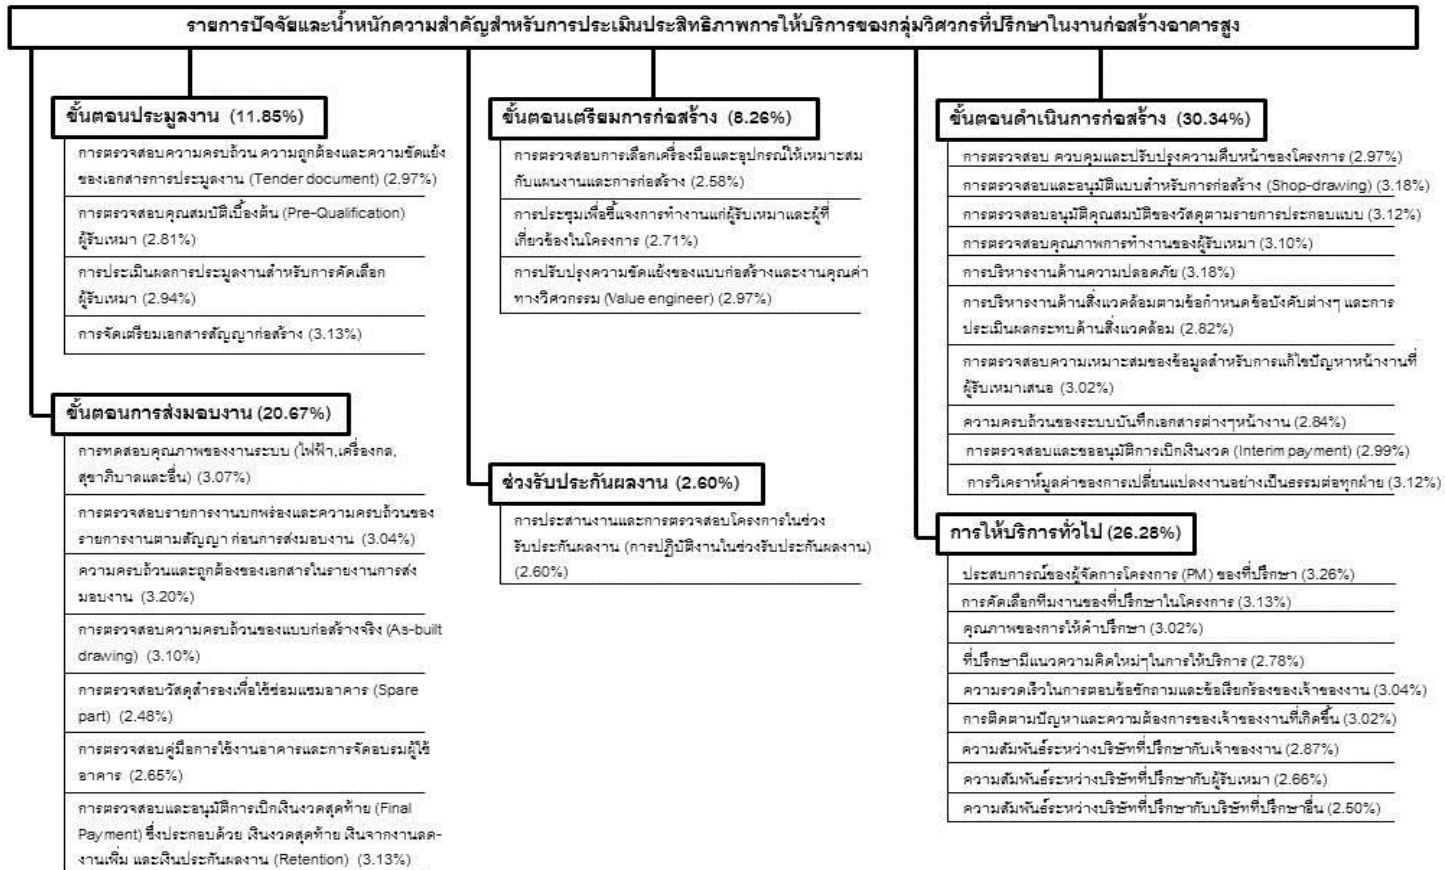 รายการปัจจัยและน้ำหนักความสำคัญสำหรับการประเมินประสิทธิภาพการให้บริการของกลุ่มวิศวกรที่ปรึกษาในงานก่อสร้างอาคารสูง
ขั้นตอนประมูลงาน (11.85%)
การตรวจสอบความครบถ้วน ความถูกต้องและความขัดแย้ง
ของเอกสารการประมูลงาน (Tender document) (2.97%)
การตรวจสอบคุณสมบัติเบื้องต้น (Pre-Qualification)
ผู้รับเหมา (2.81%)
การประเมินผลการประมูลงานสำหรับการคัดเลือก
ผู้รับเหมา (2.94%)
การจัดเตรียมเอกสารสัญญาก่อสร้าง (3.13%)
ขั้นตอนการส่งมอบงาน (20.67%)
การทดสอบคุณภาพของงานระบบ (ไฟฟ้า,เครื่องกล,
สุขาภิบาลและอื่น) (3.07%)
การตรวจสอบรายการงานบกพร่องและความครบถ้วนของ
รายการงานตามสัญญา ก่อนการส่งมอบงาน (3.04%)
ความครบถ้วนและถูกต้องของเอกสารในรายงานการส่ง
มอบงาน (3.20%)
การตรวจสอบความครบถ้วนของแบบก่อสร้างจริง (As-built
drawing) (3.10%)
การตรวจสอบวัสดุสำรองเพื่อใช้ซ่อมแซมอาคาร (Spare
part) (2.48%)
การตรวจสอบคู่มือการใช้งานอาคารและการจัดอบรมผู้ใช้
อาคาร (2.65%)
การตรวจสอบและอนุมัติการเบิกเงินงวดสุดท้าย (Final
Payment) ซึ่งประกอบด้วย เงินงวดสุดท้าย เงินจากงานลด-
งานเพิ่ม และเงินประกันผลงาน (Retention) (3.13%)
ขั้นตอนเตรียมการก่อสร้าง (8.26%)
การตรวจสอบการเลือกเครื่องมือและอุปกรณ์ให้เหมาะสม
กับแผนงานและการก่อสร้าง (2.58%)
การประชุมเพื่อชี้แจงการทำงานแก่ผู้รับเหมาและผู้ที่
เกี่ยวข้องในโครงการ (2.71%)
การปรับปรุงความขัดแย้งของแบบก่อสร้างและงานคุณค่า
ทางวิศวกรรม (Value engineer) (2.97%)
ช่วงรับประกันผลงาน (2.60%)
การประสานงานและการตรวจสอบโครงการในช่วง
รับประกันผลงาน (การปฏิบัติงานในช่วงรับประกันผลงาน)
(2.60%)
ขั้นตอนดำเนินการก่อสร้าง (30.34%)
การตรวจสอบ ควบคุมและปรับปรุงความคืบหน้าของโครงการ (2.97%)
การตรวจสอบและอนุมัติแบบสำหรับการก่อสร้าง (Shop-drawing) (3.18%)
การตรวจสอบอนุมัติคุณสมบัติของวัสดุตามรายการประกอบแบบ (3.12%)
การตรวจสอบคุณภาพการทำงานของผู้รับเหมา (3.10%)
การบริหารงานด้านความปลอดภัย (3.18%)
การบริหารงานด้านสิ่งแวดล้อมตามข้อกำหนดข้อบังคับต่างๆ และการ
ประเมินผลกระทบด้านสิ่งแวดล้อม (2.82%)
การตรวจสอบความเหมาะสมของข้อมูลสำหรับการแก้ไขปัญหาหน้างานที่
ผู้รับเหมาเสนอ (3.02%)
ความครบถ้วนของระบบบันทึกเอกสารต่างๆหน้างาน (2.84%)
การตรวจสอบและขออนุมัติการเบิกเงินงวด (Interim payment) (2.99%)
การวิเคราห์มูลค่าของการเปลี่ยนแปลงงานอย่างเป็นธรรมต่อทุกฝ่าย (3.12%)
การให้บริการทั่วไป (26.28%)
ประสบการณ์ของผู้จัดการโครงการ (PM) ของที่ปรึกษา (3.26%)
การคัดเลือกทีมงานของที่ปรึกษาในโครงการ (3.13%)
คุณภาพของการให้คำปรึกษา (3.02%)
ที่ปรึกษามีแนวความคิดใหม่ๆในการให้บริการ (2.78%)
ความรวดเร็วในการตอบข้อซักถามและข้อเรียกร้องของเจ้าของงาน (3.04%)
การติดตามปัญหาและความต้องการของเจ้าของงานที่เกิดขึ้น (3.02%)
ความสัมพันธ์ระหว่างบริษัทที่ปรึกษากับเจ้าของงาน (2.87%)
ความสัมพันธ์ระหว่างบริษัทที่ปรึกษากับผู้รับเหมา (2.66%)
ความสัมพันธ์ระหว่างบริษัทที่ปรึกษากับบริษัทที่ปรึกษาอื่น (2.50%)